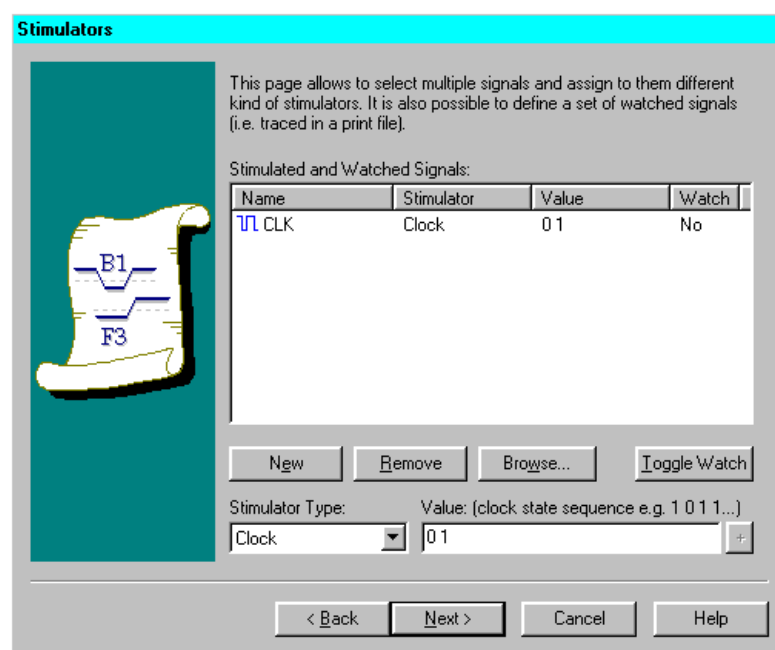 Stimulators
This page allows to select multiple signals and assign to them different
kind of stimulators. It is also possible to define a set of watched signals
(i.e. traced in a print file).
Stimulated and Watched Signals:
Name Stimulator Value Watch
CLK Clock 0 1 No
B1
F3
New Remove Browse... Toggle Watch
Stimulator Type: Value: (clock state sequence e.g. 1 0 1 1...)
Clock 0 1 +
< Back Next > Cancel Help